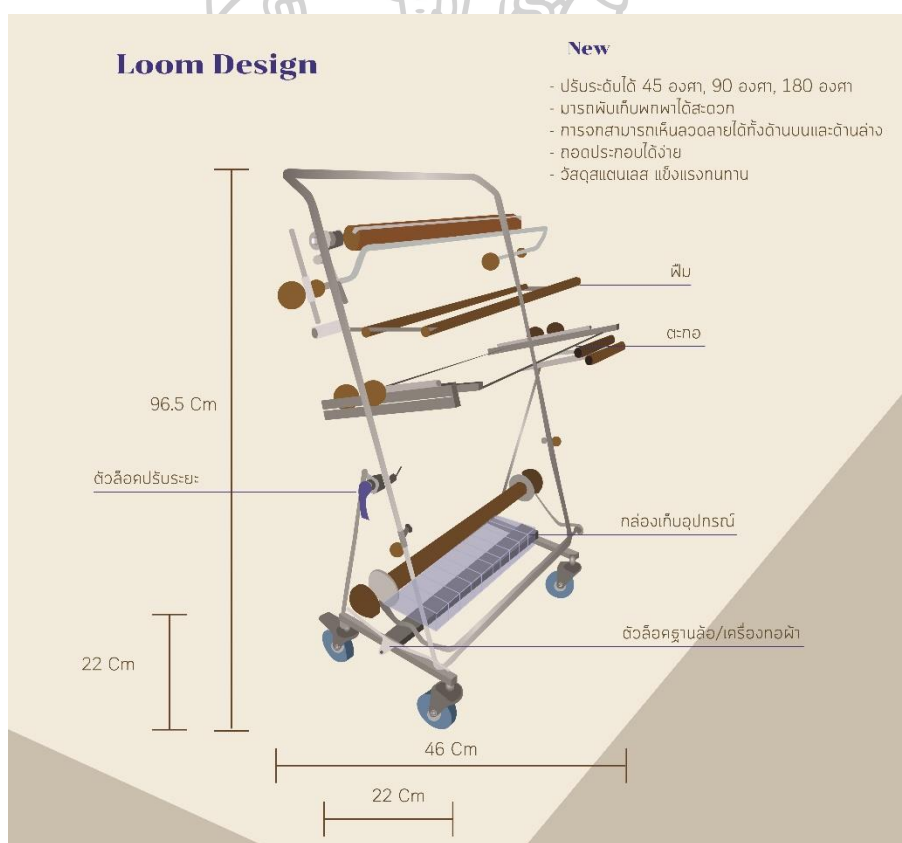 Loom Design
New
- ปรับระดับได้ 45 องศา, 90 องศา, 180 องศา
- มารถพับเก็บพกพาได้สะดวก
- การจกสามารถเห็นลวดลายได้ทั้งด้านบนและด้านล่าง
- ถอดประกอบได้ง่าย
- วัสดุสแตนเลส แข็งแรงทนทาน
ฟืม
ตะกอ
96.5 Cm
ตัวล็อคปรับระยะ
กล่องเก็บอุปกรณ์
ตัวล็อคฐานล้อ/เครื่องทอผ้า
22 Cm
46 Cm
22 Cm